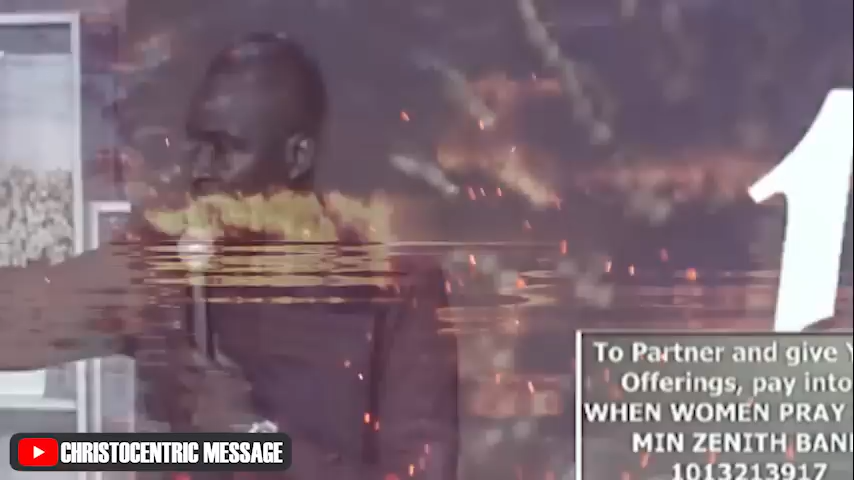 1
To Partner and give
Offerings, pay into
WHEN WOMEN PRAY
MIN ZENITH BAN
1013213917
CHRISTOCENTRIC MESSAGE